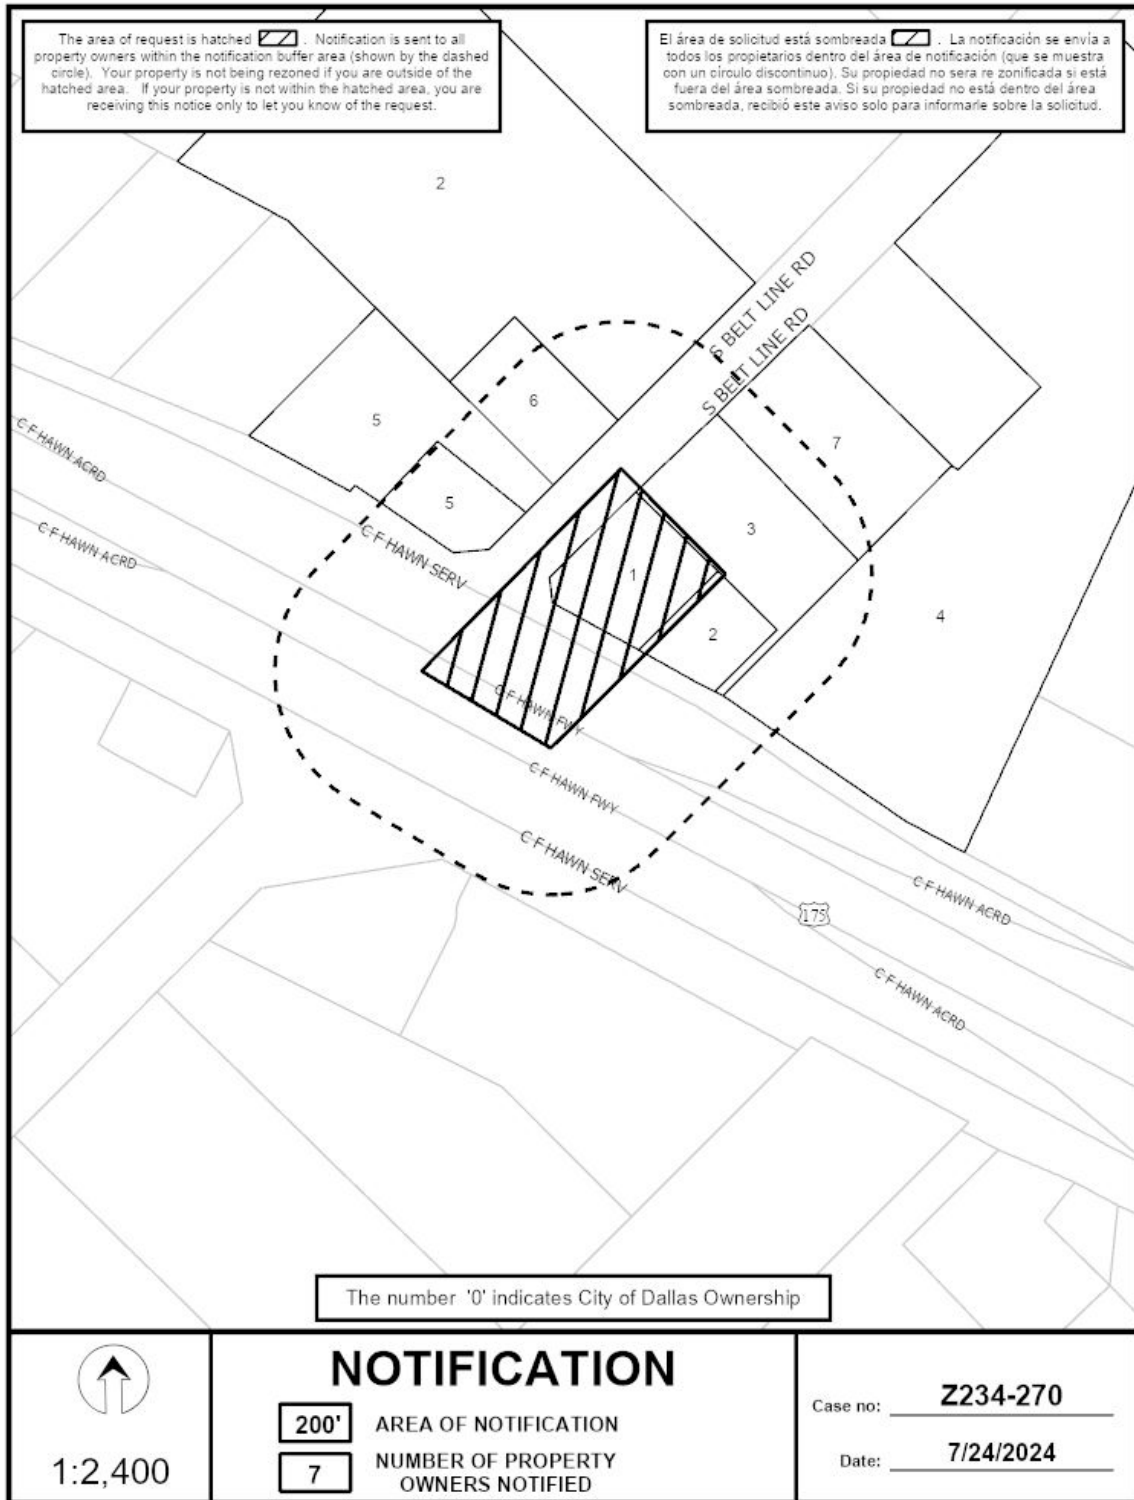 The area of request is hatched . Notification is sent to all
property owners within the notification buffer area (shown by the dashed
circle). Your property is not being rezoned if you are outside of the
hatched area. If your property is not within the hatched area, you are
receiving this notice only to let you know of the request.
El área de solicitud está sombreada . La notificación se envia a
todos los propietarios dentro del área de notificación (que se muestra
con un círculo discontinuo). Su propiedad no sera re zonificada si está
fuera del área sombreada. Si su propiedad no está dentro del área
sombreada, recibió este aviso solo para informarle sobre la solicitud.
2
S BELT LINE RD
S BELT LINE RD
6
5
7
C F HAWN ACRD
5
3
C F HAWN ACRD
C F HAWN SERV
1
4
2
C F HAWN FWY
C F HAWN FWY
C F HAWN SERV
C F HAWN ACRD
175
C F HAWN ACRD
The number '0' indicates City of Dallas Ownership
1:2,400
NOTIFICATION
200' AREA OF NOTIFICATION
7 NUMBER OF PROPERTY
OWNERS NOTIFIED
Case no: Z234-270
Date: 7/24/2024